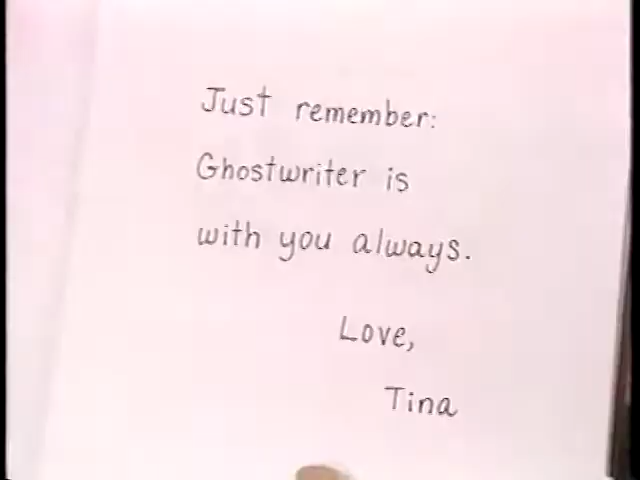 Just remember:
Ghostwriter is
with you always.
Love,
Tina